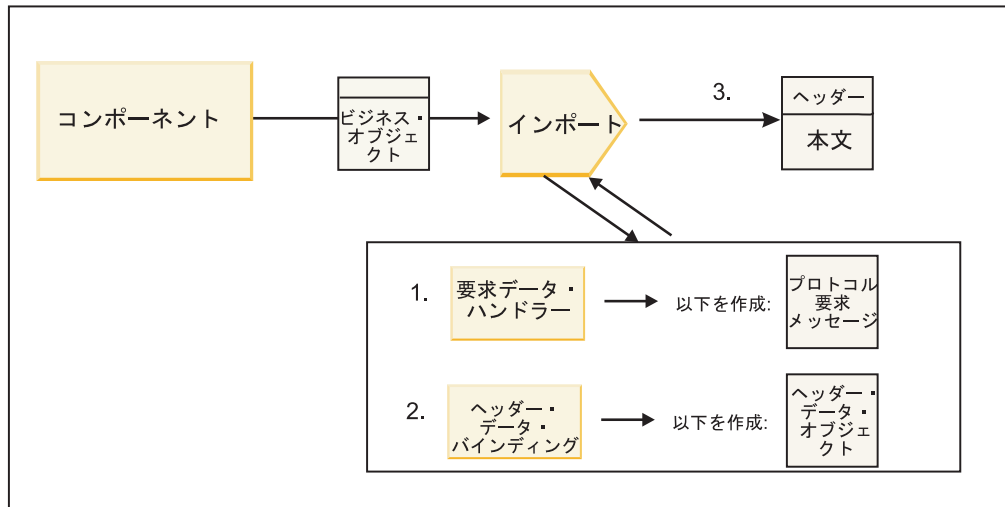 コンポーネント
ビジネス・
オブジェ
クト
インポート
3.
ヘッダー
本文
1.
要求データ・
ハンドラー
以下を作成:
プロトコル
要求
メッセージ
2.
ヘッダー・
データ・
バインディング
以下を作成:
ヘッダー・
データ・
オブジェ
クト